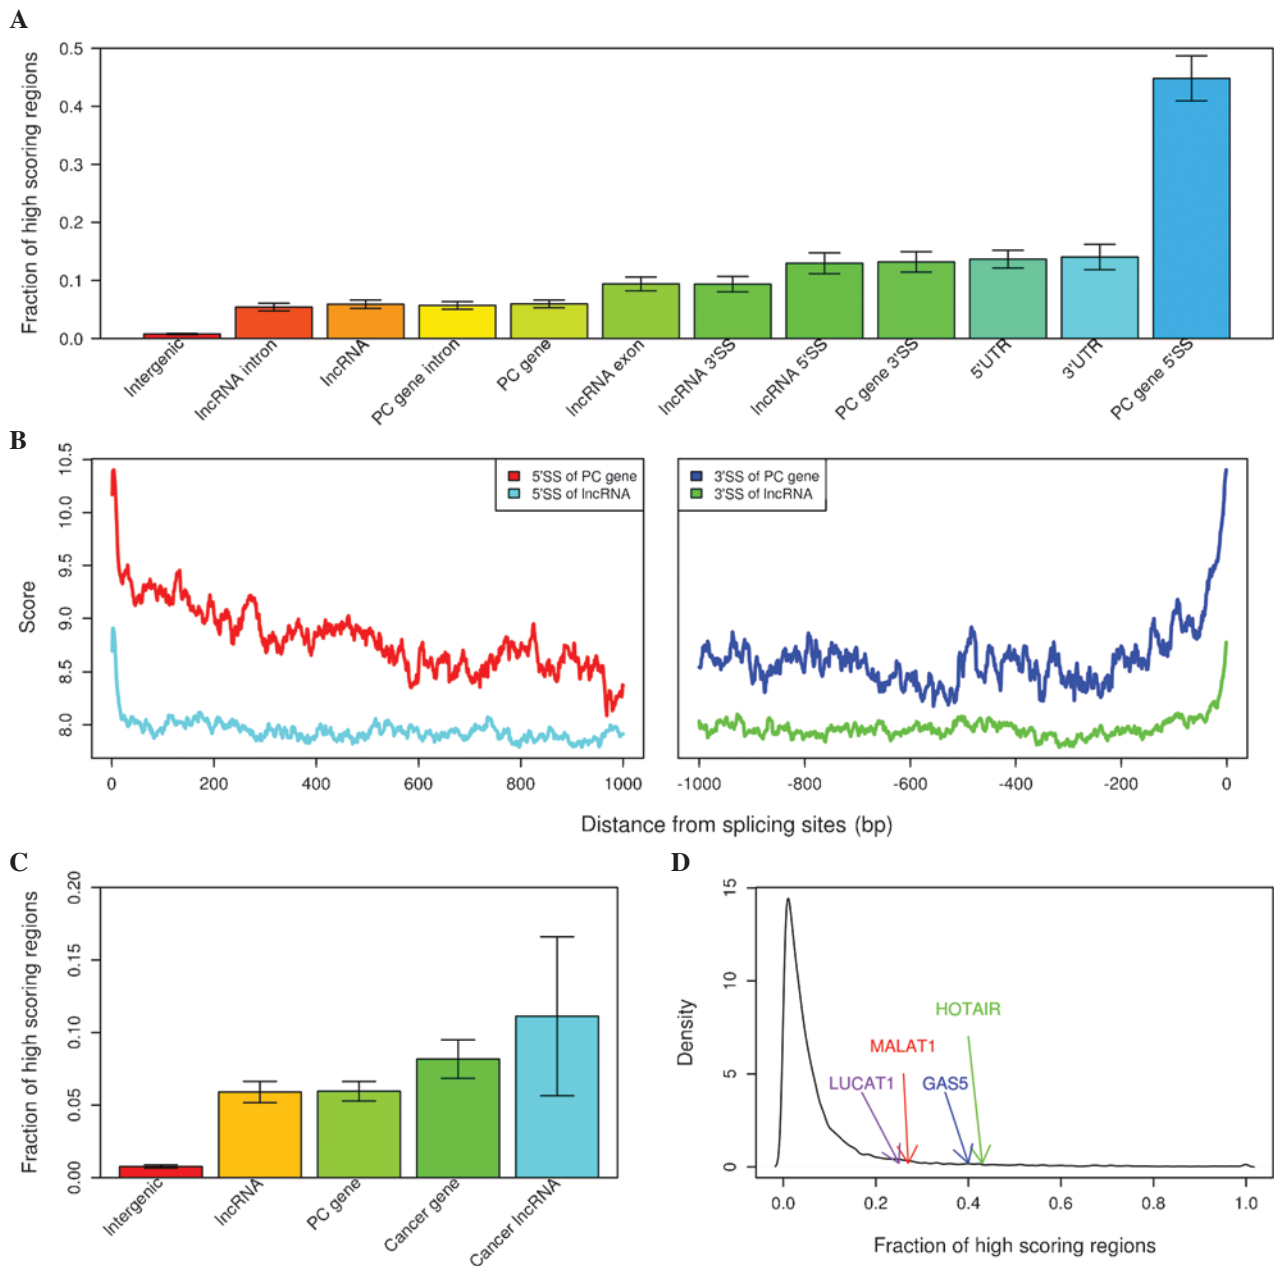 A
Fraction of high scoring regions
0.5
0.4
0.3
0.2
0.1
0.0
Intergenic
lncRNA intron
lncRNA
PC gene intron
PC gene
lncRNA exon
lncRNA 3'SS
lncRNA 5'SS
PC gene 3'SS
5'UTR
3'UTR
PC gene 5'SS
B
Score
10.5
10.0
9.5
9.0
8.5
8.0
5'SS of PC gene
5'SS of lncRNA
0 200 400 600 800 1000
3'SS of PC gene
3'SS of lncRNA
-1000 -800 -600 -400 -200 0
Distance from splicing sites (bp)
C
Fraction of high scoring regions
0.20
0.15
0.10
0.05
0.00
Intergenic
lncRNA
PC gene
Cancer gene
Cancer lncRNA
D
Density
15
10
5
0
HOTAIR
MALAT1
LUCAT1
GAS5
0.0 0.2 0.4 0.6 0.8 1.0
Fraction of high scoring regions